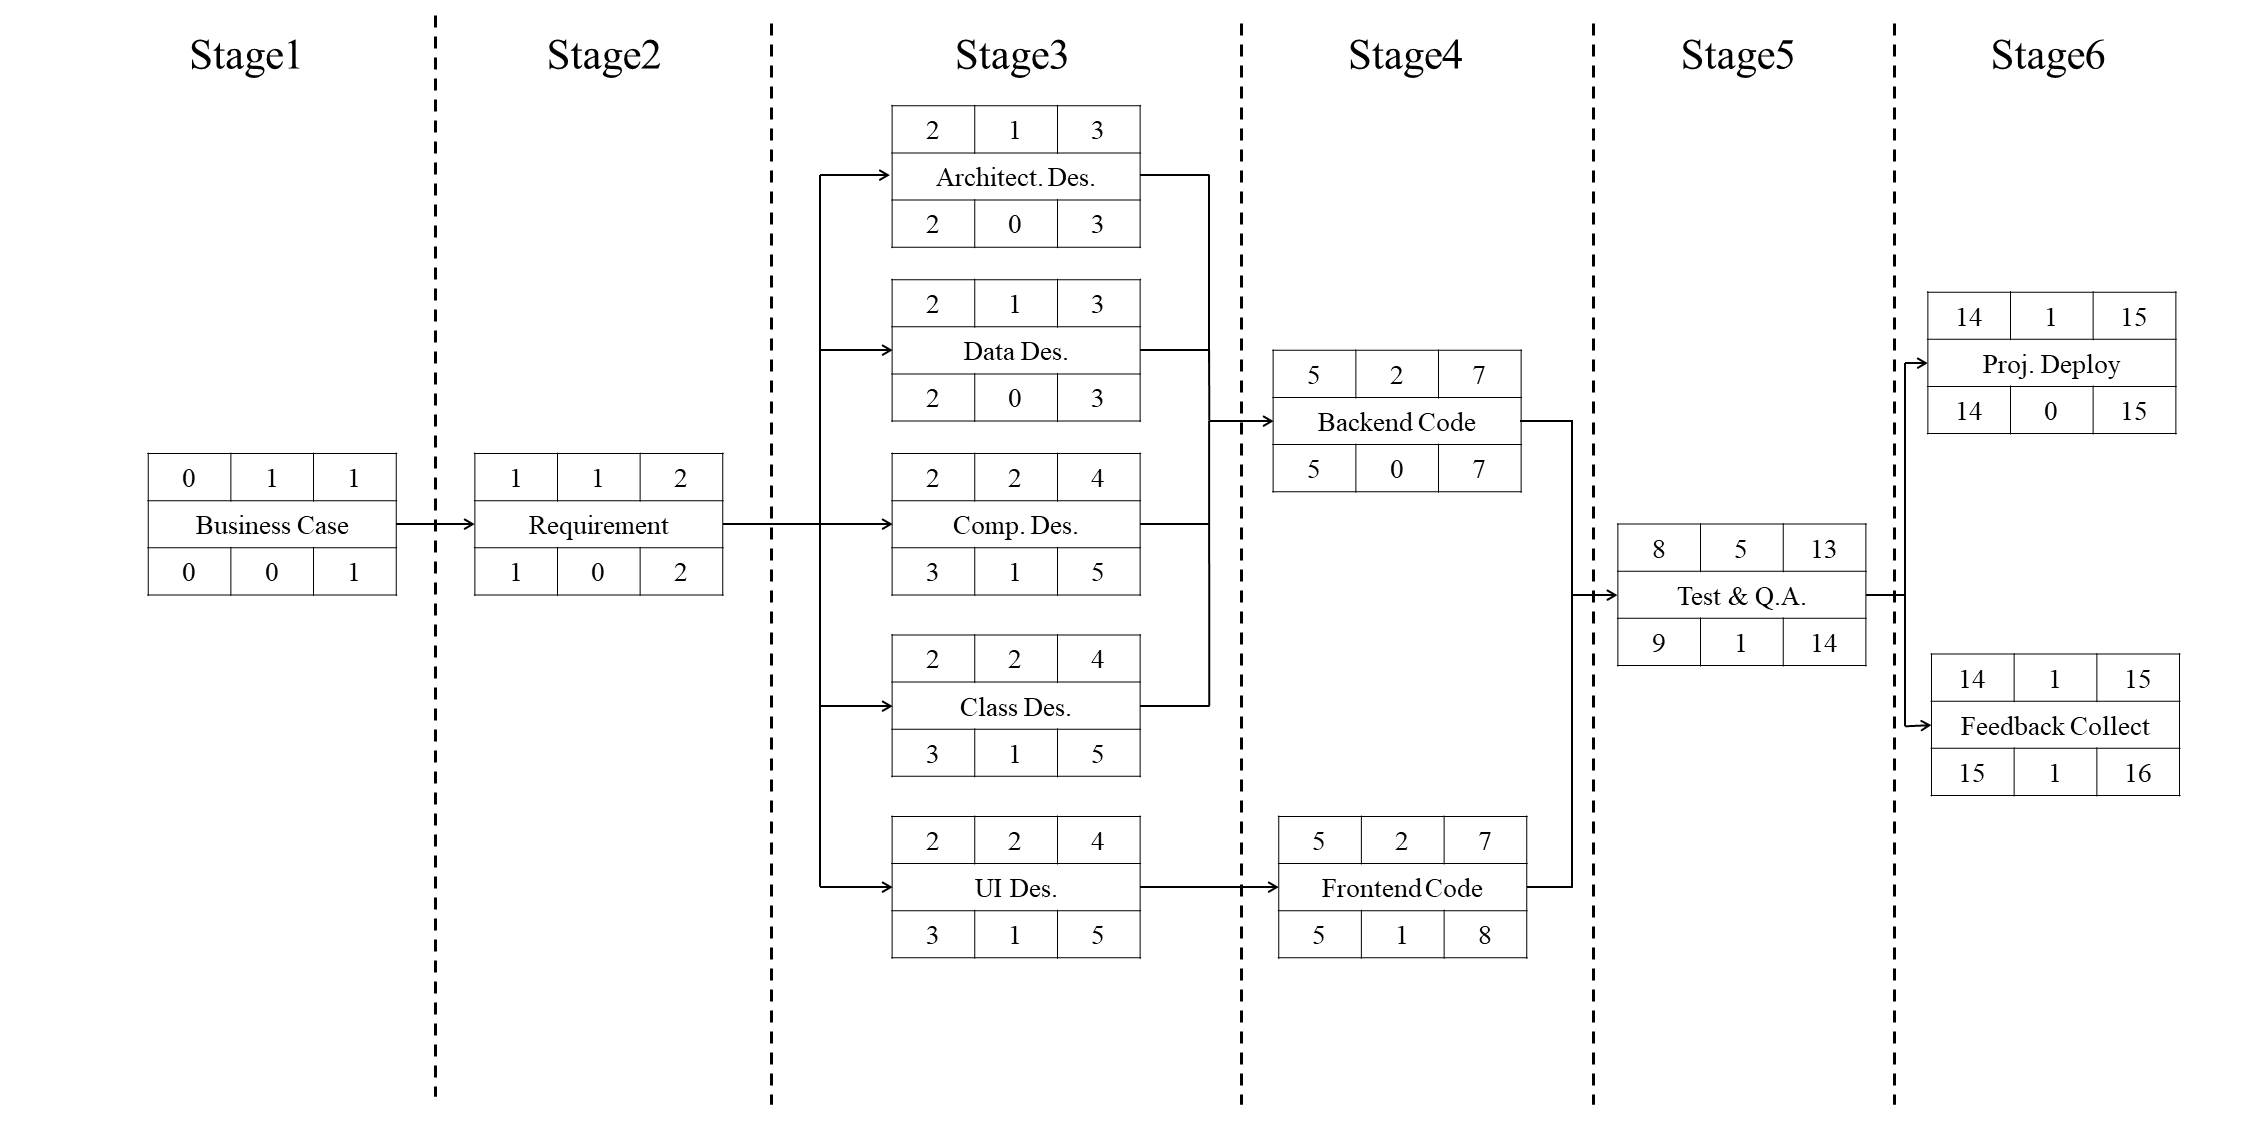 Stage1
Stage2
Stage3
Stage4
Stage5
Stage6
0 1 1
Business Case
0 0 1
1 1 2
Requirement
1 0 2
2 1 3
Architect. Des.
2 0 3
2 1 3
Data Des.
2 0 3
2 2 4
Comp. Des.
3 1 5
2 2 4
Class Des.
3 1 5
2 2 4
UI Des.
3 1 5
5 2 7
Backend Code
5 0 7
5 2 7
Frontend Code
5 1 8
8 5 13
Test & Q.A.
9 1 14
14 1 15
Proj. Deploy
14 0 15
14 1 15
Feedback Collect
15 1 16